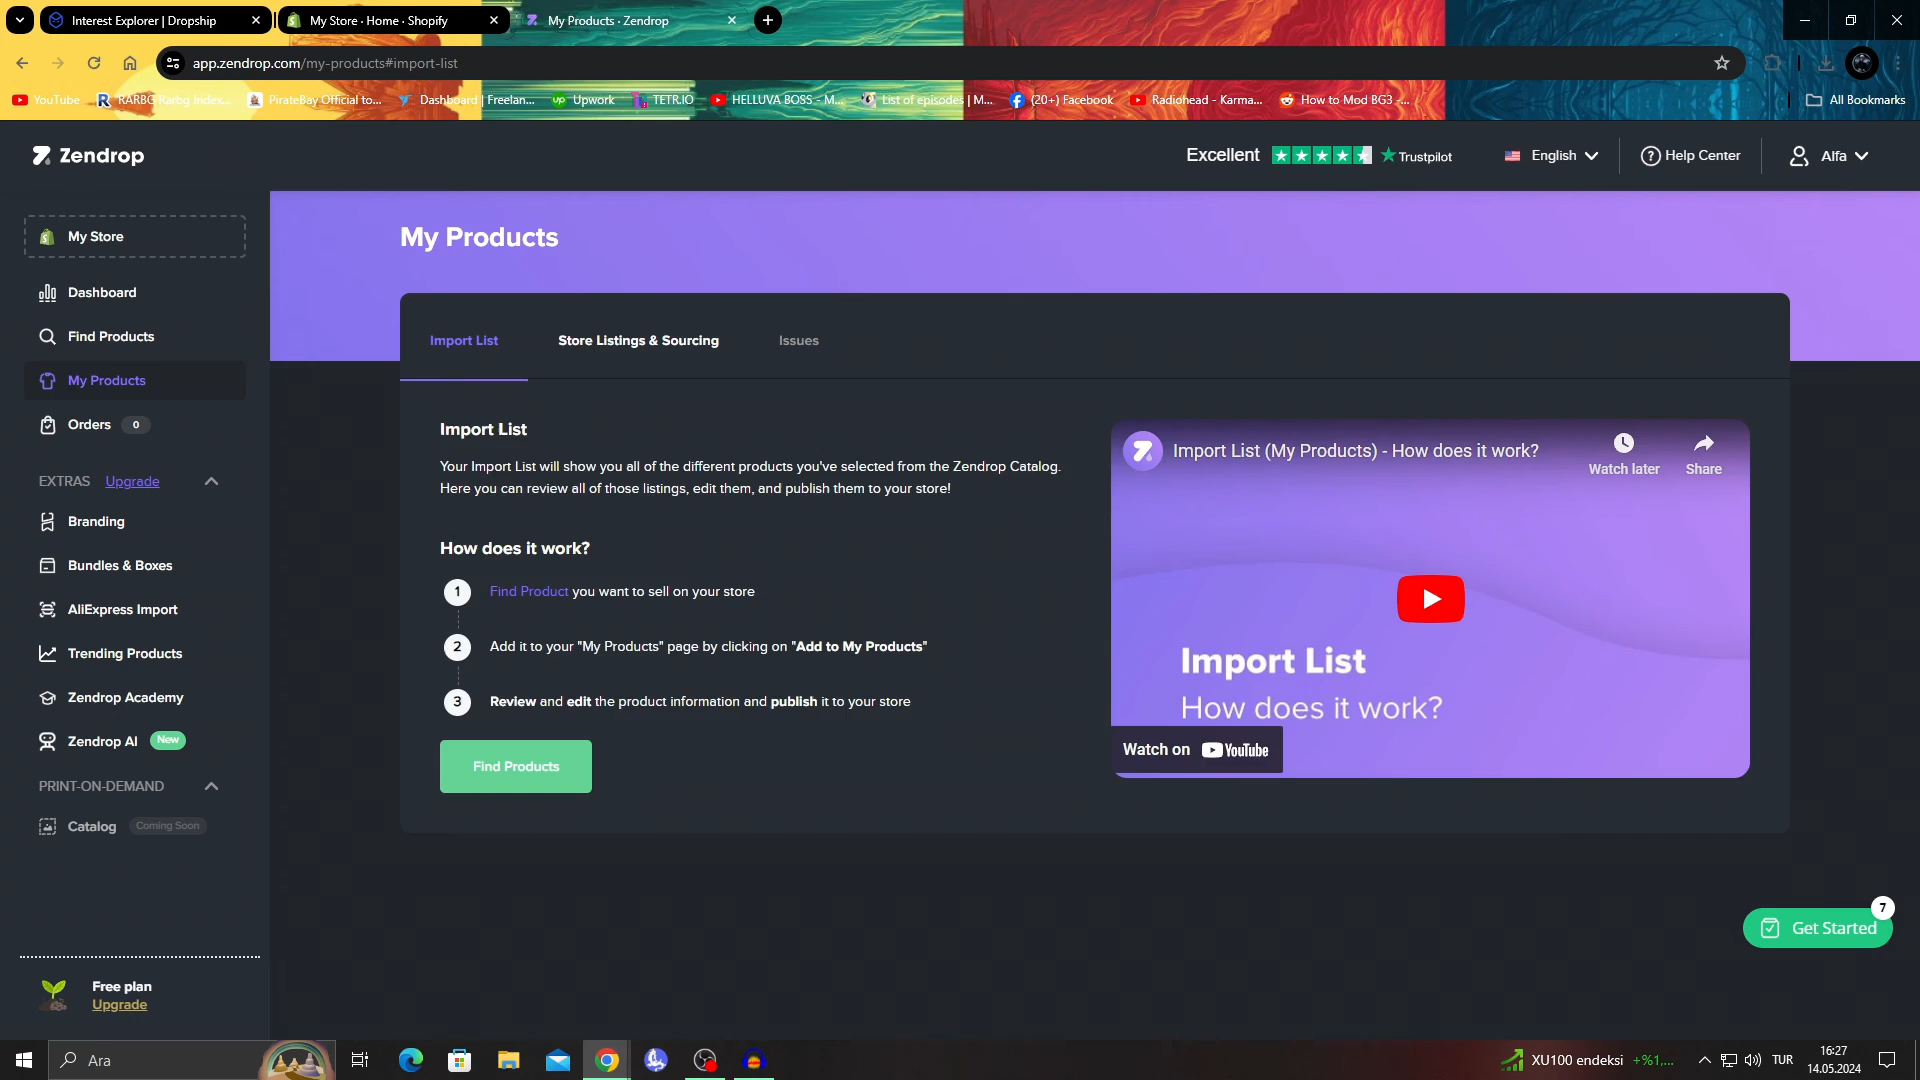 Interest Explorer | Dropship
My Store · Home · Shopify
My Products · Zendrop
app.zendrop.com/my-products#import-list
YouTube
RARBG Rarbg Index...
PirateBay Official to...
Dashboard | Freelan...
Upwork
TETR.IO
HELLUVA BOSS - M...
List of episodes | M...
(20+) Facebook
Radiohead - Karma...
How to Mod BG3 -...
All Bookmarks
Zendrop
Excellent
Trustpilot
English
Help Center
Alfa
My Store
Dashboard
Find Products
My Products
Orders 0
EXTRAS Upgrade
Branding
Bundles & Boxes
AliExpress Import
Trending Products
Zendrop Academy
Zendrop AI New
PRINT-ON-DEMAND
Catalog Coming Soon
Free plan
Upgrade
My Products
Import List
Store Listings & Sourcing
Issues
Import List
Your Import List will show you all of the different products you've selected from the Zendrop Catalog.
Here you can review all of those listings, edit them, and publish them to your store!
How does it work?
1 Find Product you want to sell on your store
2 Add it to your "My Products" page by clicking on "Add to My Products"
3 Review and edit the product information and publish it to your store
Find Products
Import List (My Products) - How does it work?
Watch later
Share
Import List
How does it work?
Watch on YouTube
7
Get Started
Ara
XU100 endeksi +%1,...
TUR
16:27
14.05.2024